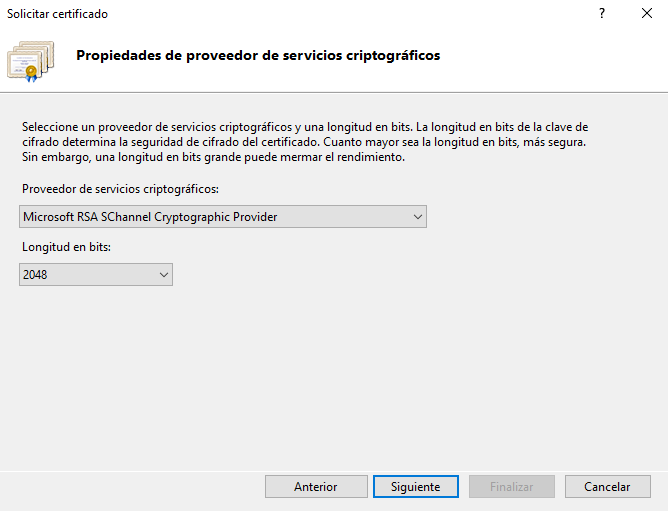 Solicitar certificado
?
Propiedades de proveedor de servicios criptográficos
Seleccione un proveedor de servicios criptográficos y una longitud en bits. La longitud en bits de la clave de
cifrado determina la seguridad de cifrado del certificado. Cuanto mayor sea la longitud en bits, más segura.
Sin embargo, una longitud en bits grande puede mermar el rendimiento.
Proveedor de servicios criptográficos:
Microsoft RSA SChannel Cryptographic Provider
Longitud en bits:
2048
Anterior
Siguiente
Finalizar
Cancelar